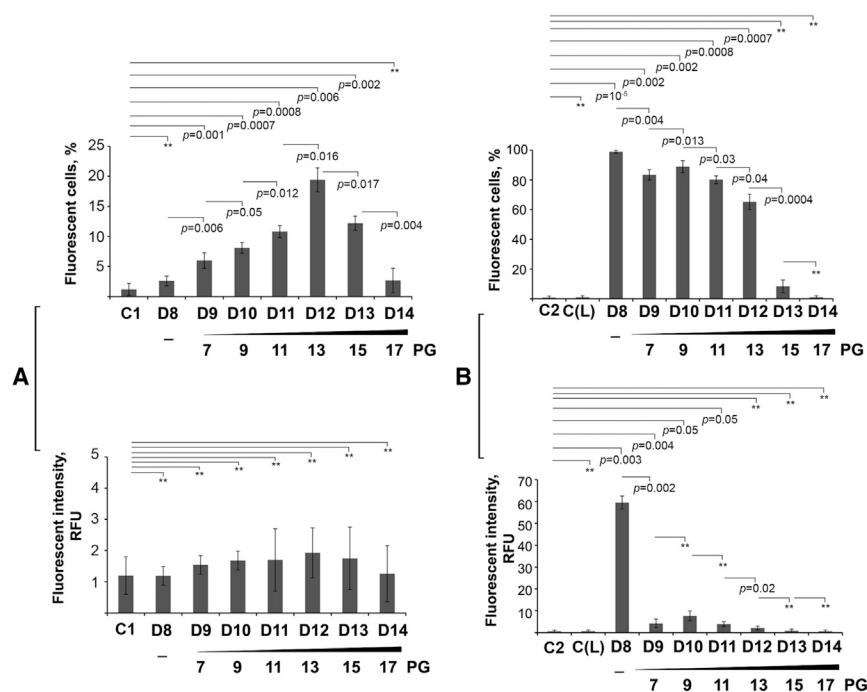 A
**
p=0.002
p=0.006
p=0.0008
p=0.0007
p=0.001
**
Fluorescent cells, %
25
20
15
10
5
p=0.016
p=0.017
p=0.012
p=0.05
p=0.006
p=0.004
C1 D8 D9 D10 D11 D12 D13 D14
– 7 9 11 13 15 17 PG
Fluorescent intensity,
RFU
5
4
3
2
1
** ** ** ** ** ** **
C1 D8 D9 D10 D11 D12 D13 D14
– 7 9 11 13 15 17 PG
B
**
**
p=0.0007
p=0.0008
p=0.002
p=0.002
p=10-5
**
Fluorescent cells, %
100
80
60
40
20
p=0.004
p=0.013
p=0.03
p=0.04
p=0.0004
**
C2 C(L) D8 D9 D10 D11 D12 D13 D14
– 7 9 11 13 15 17 PG
**
**
**
p=0.05
p=0.05
p=0.004
p=0.003
**
Fluorescent intensity,
RFU
70
60
50
40
30
20
10
p=0.002
**
**
p=0.02
**
**
C2 C(L) D8 D9 D10 D11 D12 D13 D14
– 7 9 11 13 15 17 PG